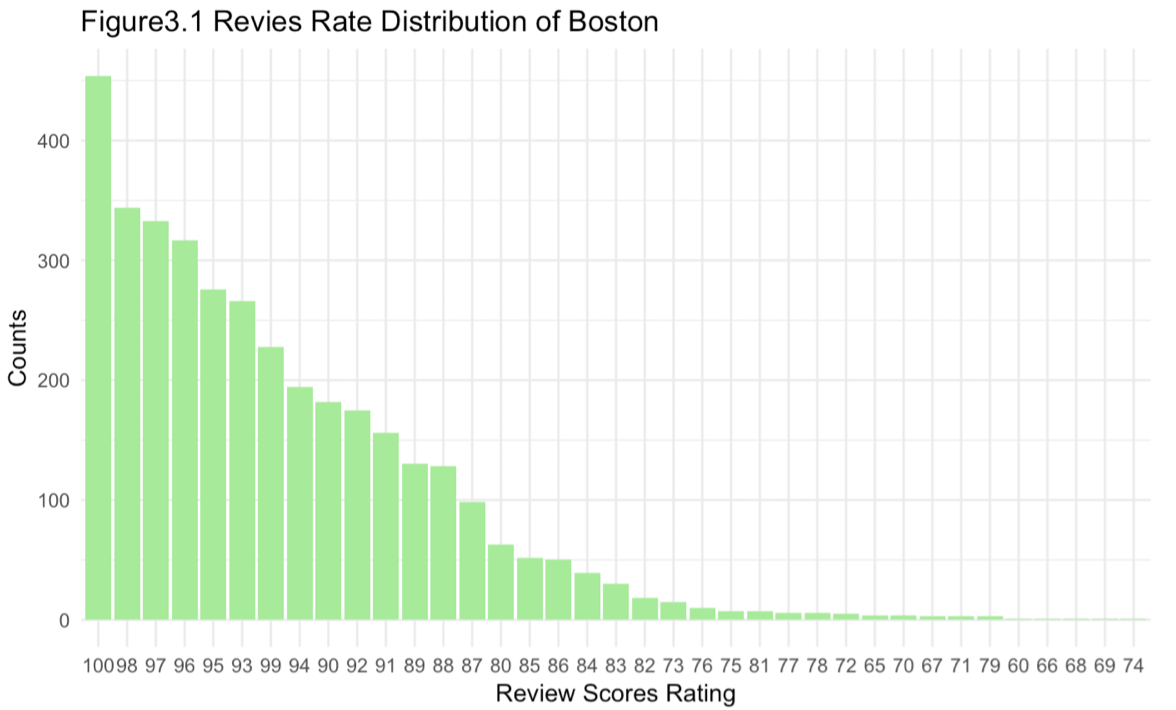 Figure3.1 Revies Rate Distribution of Boston
400
300
200
100
0
Counts
100 98 97 96 95 93 99 94 90 92 91 89 88 87 80 85 86 84 83 82 73 76 75 81 77 78 72 65 70 67 71 79 60 66 68 69 74
Review Scores Rating